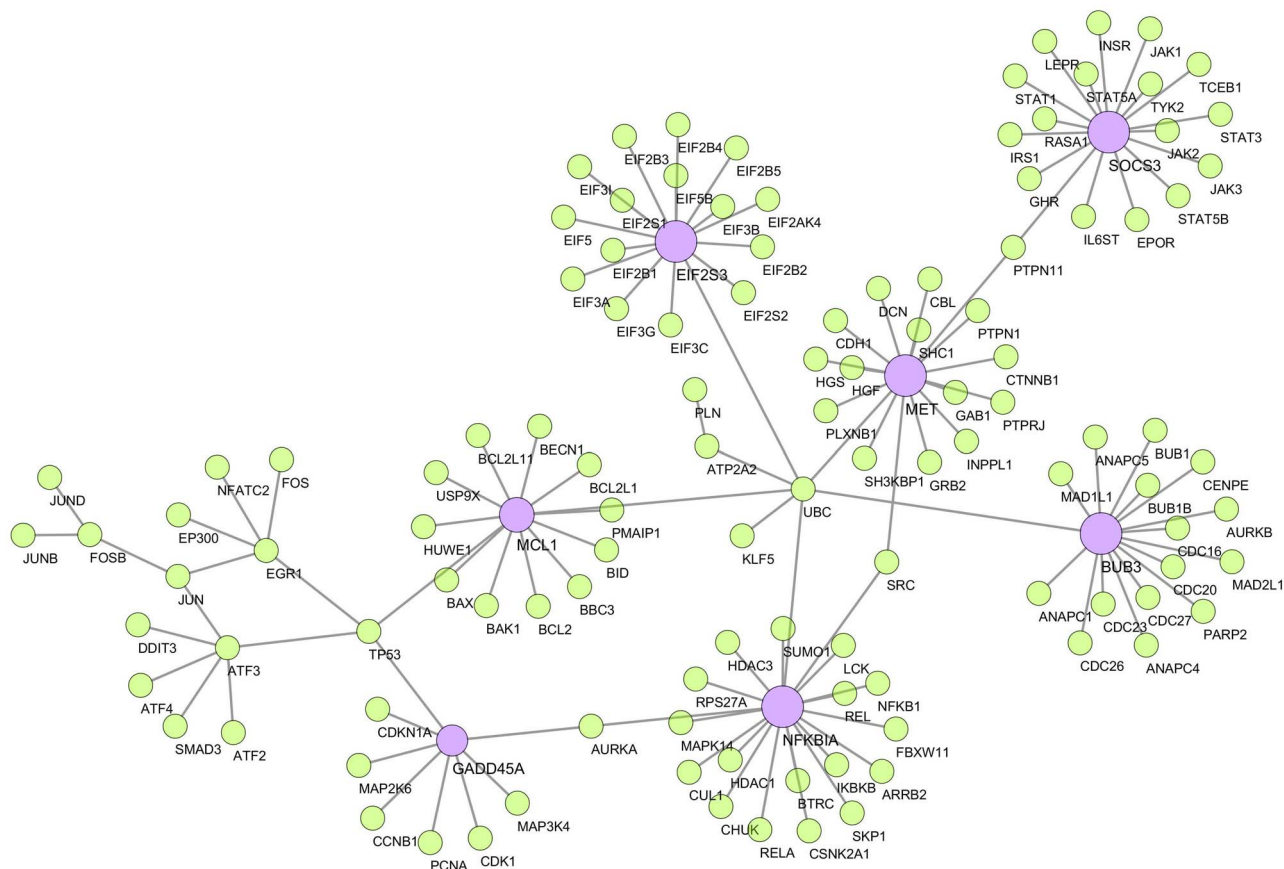 INSR
JAK1
LEPR
TCEB1
STAT5A
STAT1
TYK2
STAT3
RASA1
JAK2
IRS1
SOCS3
JAK3
GHR
STAT5B
IL6ST
EPOR
PTPN11
EIF2B4
EIF2B3
EIF2B5
EIF3I
EIF5B
EIF2S1
EIF2AK4
EIF3B
EIF5
EIF2B1
EIF2S3
EIF2B2
EIF3A
EIF2S2
EIF3G
EIF3C
CBL
DCN
PTPN1
CDH1
SHC1
CTNNB1
HGS
HGF
GAB1
MET
PTPRJ
PLXNB1
INPPL1
SH3KBP1
GRB2
PLN
ATP2A2
UBC
KLF5
SRC
BECN1
BCL2L11
BCL2L1
USP9X
PMAIP1
HUWE1
MCL1
BID
BAX
BBC3
BAK1
BCL2
BUB1
ANAPC5
CENPE
MAD1L1
BUB1B
AURKB
CDC16
BUB3
CDC20
MAD2L1
ANAPC1
CDC23
CDC27
PARP2
CDC26
ANAPC4
FOS
NFATC2
JUND
EP300
JUNB
FOSB
EGR1
JUN
DDIT3
ATF3
TP53
ATF4
SMAD3
ATF2
CDKN1A
GADD45A
AURKA
MAP2K6
MAP3K4
CCNB1
PCNA
CDK1
SUMO1
HDAC3
LCK
RPS27A
REL
NFKB1
MAPK14
NFKBIA
FBXW11
HDAC1
IKBKB
ARRB2
CUL1
BTRC
CHUK
SKP1
RELA
CSNK2A1